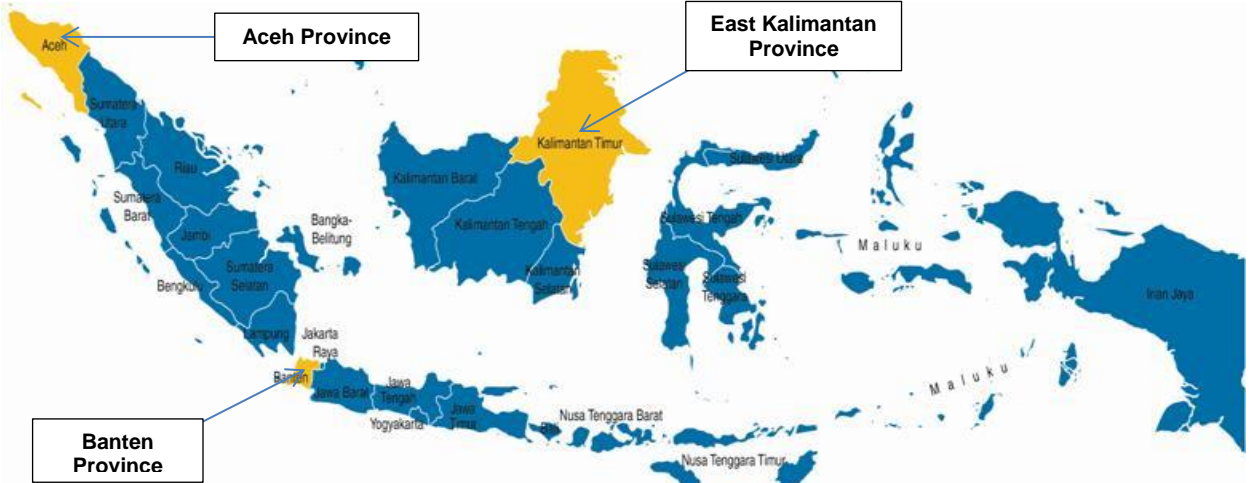 Aceh Province
East Kalimantan
Province
Aceh
Sumatera
Utara
Riau
Sumatera
Barat
Jambi
Bangka-
Belitung
Sumatera
Selatan
Bengkulu
Lampung
Jakarta
Raya
Banten
Jawa Barat
Jawa
Tengah
Yogyakarta
Jawa
Timur
Bali
Nusa Tenggara Barat
Nusa Tenggara Timur
Kalimantan Timur
Kalimantan Barat
Kalimantan Tengah
Kalimantan
Selatan
Sulawesi Utara
Sulawesi Tengah
Sulawesi
Selatan
Sulawesi
Tenggara
Maluku
Maluku
Irian Jaya
Banten
Province